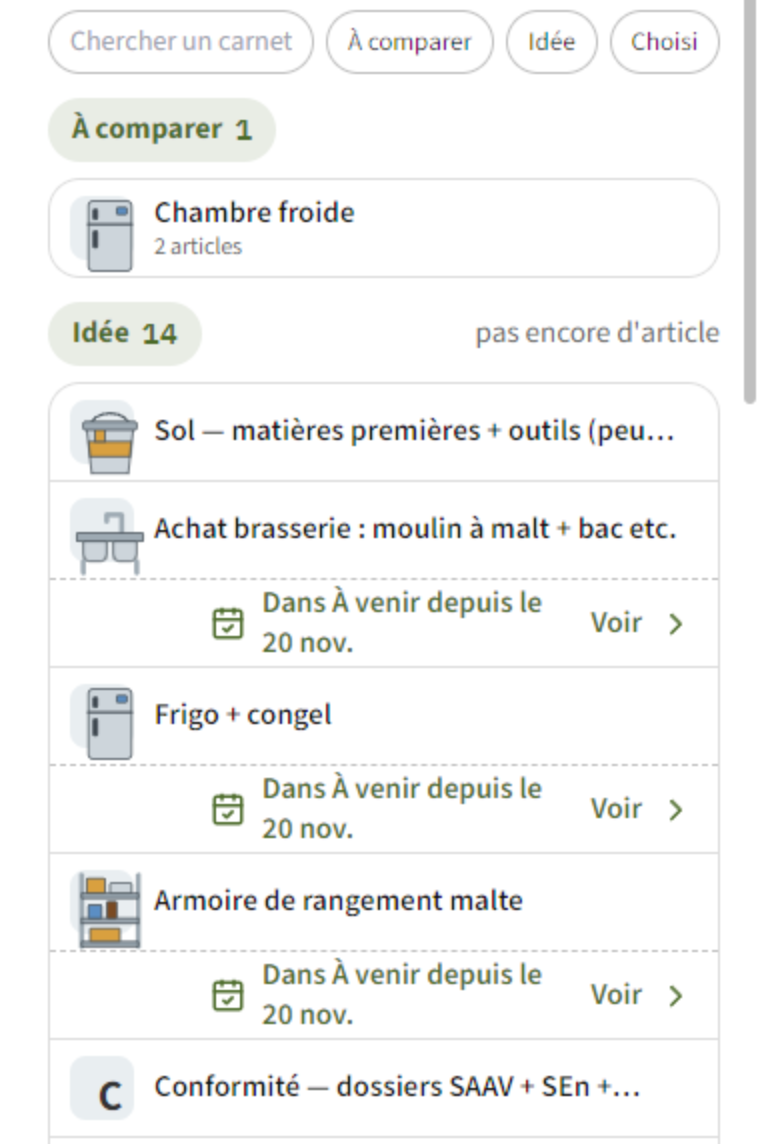 Chercher un carnet À comparer Idée Choisi
À comparer 1
Chambre froide
2 articles
Idée 14 pas encore d'article
Sol — matières premières + outils (peu…
Achat brasserie : moulin à malt + bac etc.
Dans À venir depuis le
20 nov.
Voir
Frigo + congel
Dans À venir depuis le
20 nov.
Voir
Armoire de rangement malte
Dans À venir depuis le
20 nov.
Voir
C
Conformité — dossiers SAAV + SEn +…